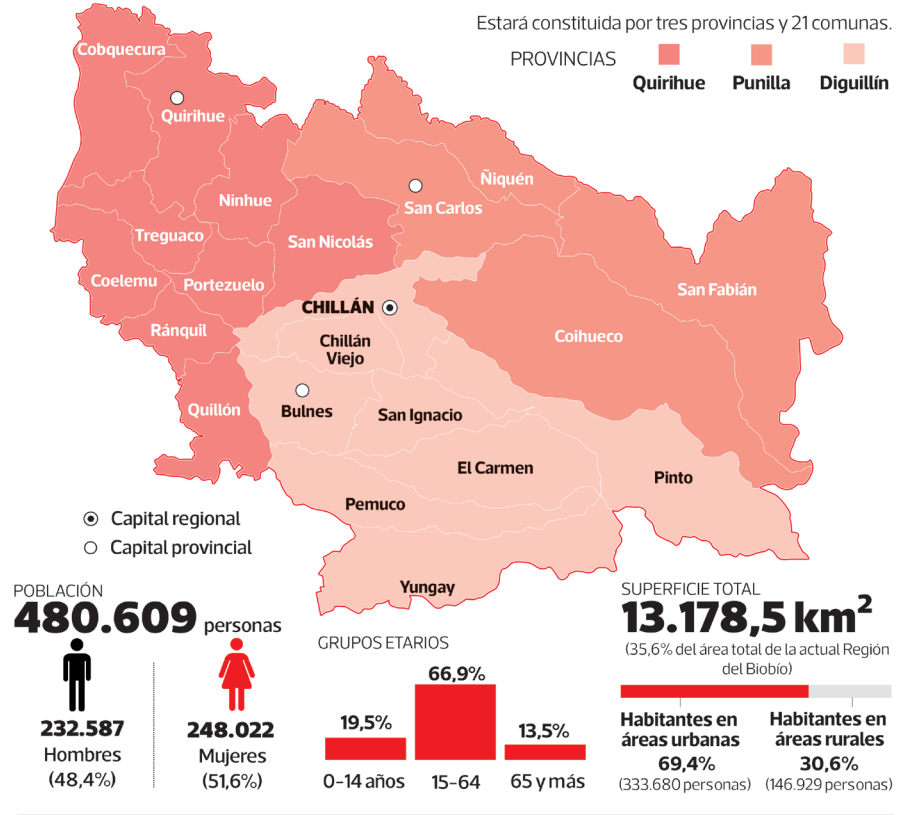 Estará constituida por tres provincias y 21 comunas.
PROVINCIAS
Quirihue
Punilla
Diguillín
Cobquecura
Quirihue
Ninhue
Treguaco
Coelemu
Portezuelo
Ránquil
Quillón
San Nicolás
San Carlos
Ñiquén
San Fabián
Coihueco
CHILLÁN
Chillán
Viejo
Bulnes
San Ignacio
El Carmen
Pinto
Pemuco
Yungay
Capital regional
Capital provincial
POBLACIÓN
480.609 personas
232.587
Hombres
(48,4%)
248.022
Mujeres
(51,6%)
GRUPOS ETARIOS
19,5%
66,9%
13,5%
0-14 años
15-64
65 y más
SUPERFICIE TOTAL
13.178,5 km²
(35,6% del área total de la actual Región
del Biobío)
Habitantes en
áreas urbanas
69,4%
(333.680 personas)
Habitantes en
áreas rurales
30,6%
(146.929 personas)